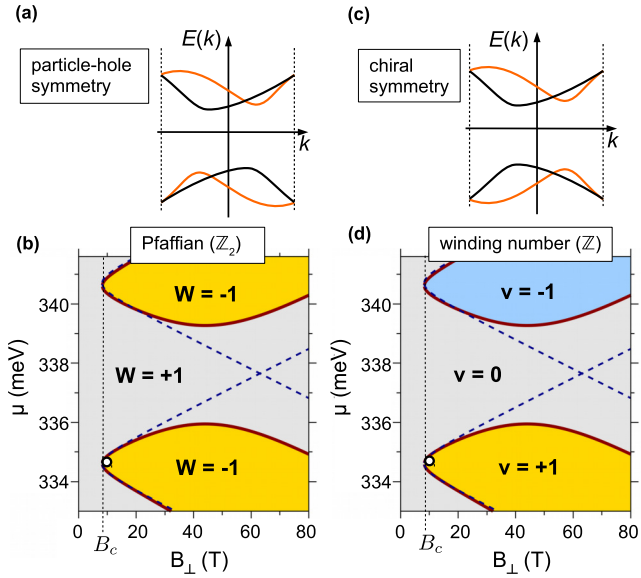 (a)
E(k)
particle-hole
symmetry
k
(c)
E(k)
chiral
symmetry
k
(b)
Pfaffian (ℤ₂)
μ (meV)
340
338
336
334
W = -1
W = +1
W = -1
0
20
40
60
80
B_c
B⊥ (T)
(d)
winding number (ℤ)
μ (meV)
340
338
336
334
v = -1
v = 0
v = +1
0
20
40
60
80
B_c
B⊥ (T)